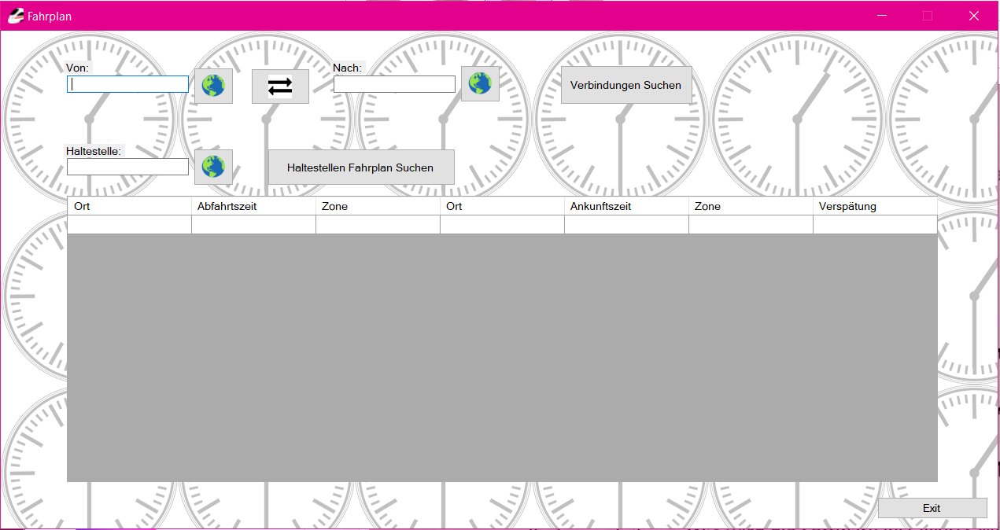 Fahrplan
Von:
Nach:
Verbindungen Suchen
Haltestelle:
Haltestellen Fahrplan Suchen
Ort Abfahrtszeit Zone Ort Ankunftszeit Zone Verspätung
Exit